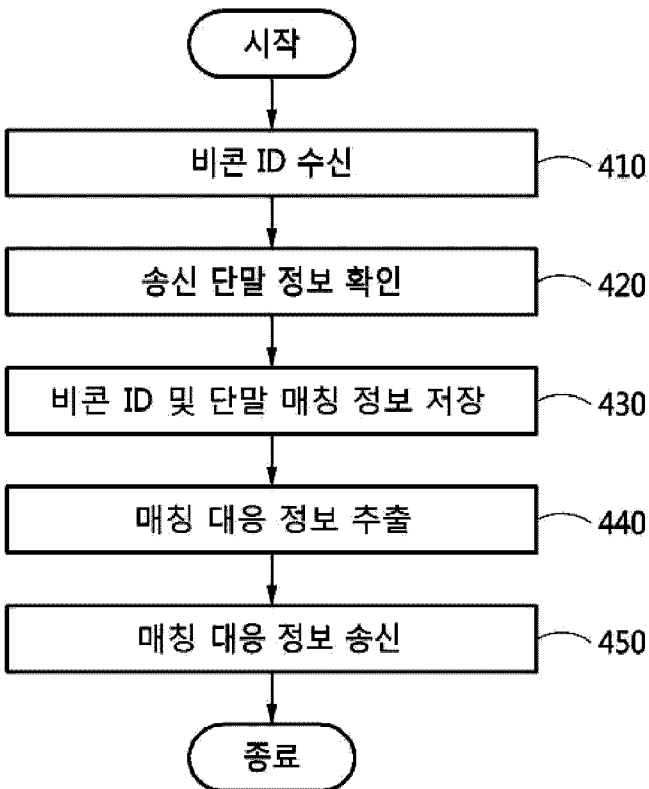 시작
비콘 ID 수신
410
송신 단말 정보 확인
420
비콘 ID 및 단말 매칭 정보 저장
430
매칭 대응 정보 추출
440
매칭 대응 정보 송신
450
종료